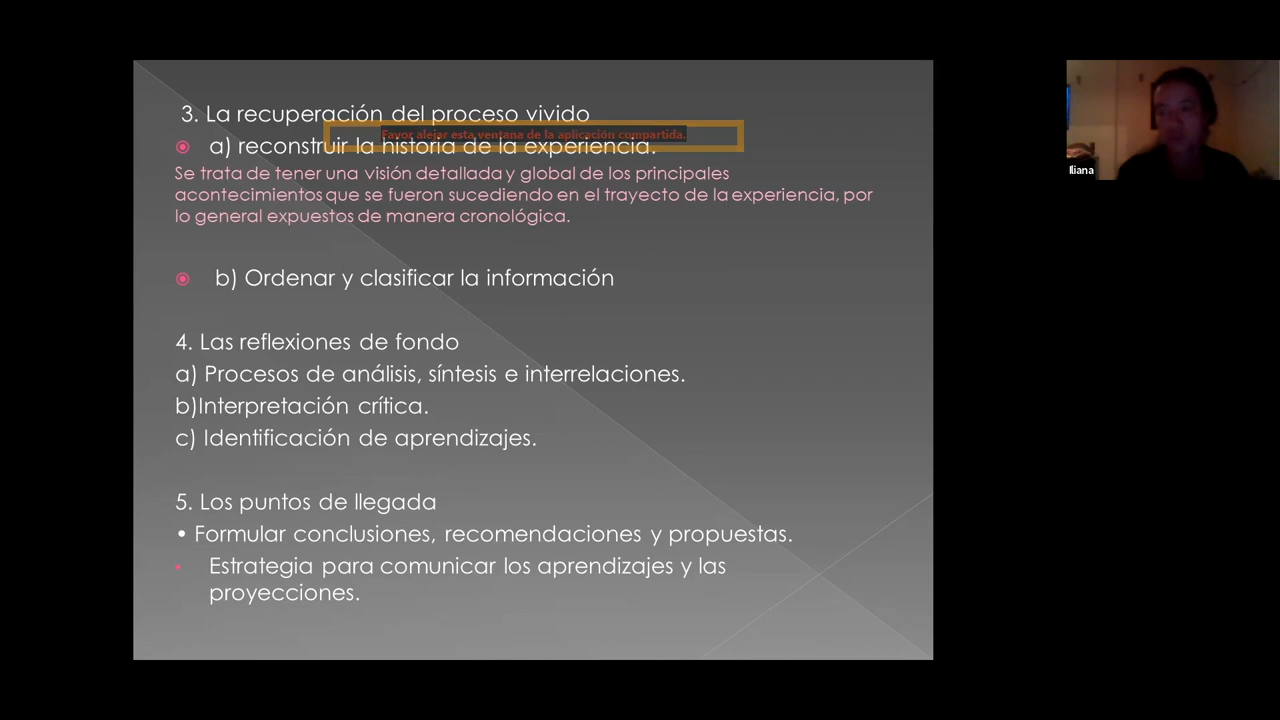 3. La recuperación del proceso vivido
Favor alejar esta ventana de la aplicación compartida.
a) reconstruir la historia de la experiencia.
Se trata de tener una visión detallada y global de los principales
acontecimientos que se fueron sucediendo en el trayecto de la experiencia, por
lo general expuestos de manera cronológica.
b) Ordenar y clasificar la información
4. Las reflexiones de fondo
a) Procesos de análisis, síntesis e interrelaciones.
b)Interpretación crítica.
c) Identificación de aprendizajes.
5. Los puntos de llegada
• Formular conclusiones, recomendaciones y propuestas.
• Estrategia para comunicar los aprendizajes y las
proyecciones.
Iliana